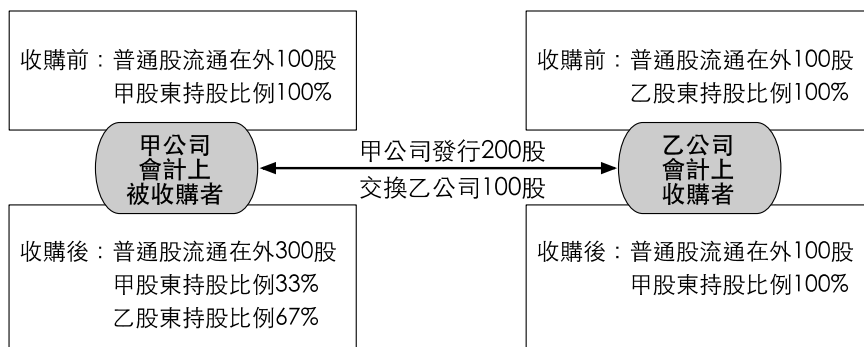 收購前：普通股流通在外100股
甲股東持股比例100%
收購前：普通股流通在外100股
乙股東持股比例100%
甲公司
會計上
被收購者
甲公司發行200股
交換乙公司100股
乙公司
會計上
收購者
收購後：普通股流通在外300股
甲股東持股比例33%
乙股東持股比例67%
收購後：普通股流通在外100股
甲股東持股比例100%